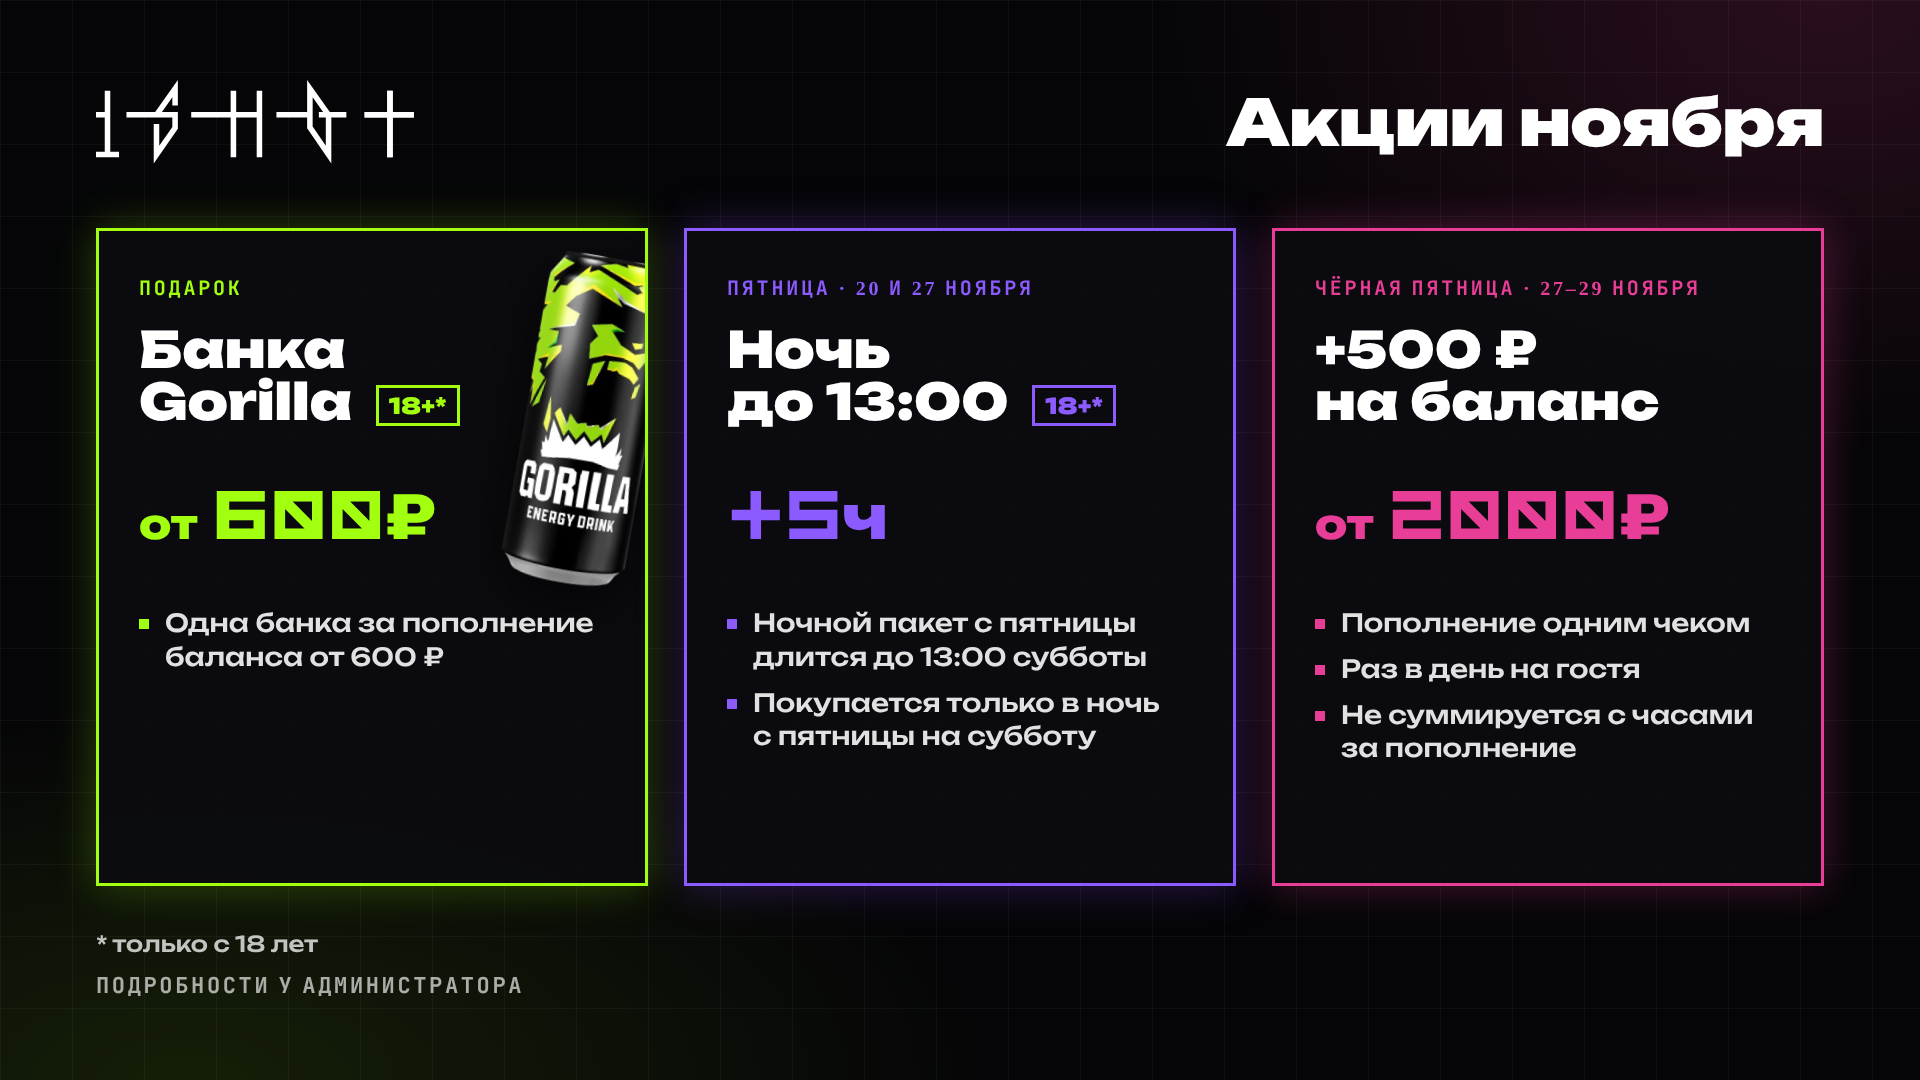 1SHOT
Акции ноября
ПОДАРОК
Банка
Gorilla 18+*
от 600₽
GORILLA
ENERGY DRINK
Одна банка за пополнение
баланса от 600 ₽
ПЯТНИЦА · 20 И 27 НОЯБРЯ
Ночь
до 13:00 18+*
+5ч
Ночной пакет с пятницы
длится до 13:00 субботы
Покупается только в ночь
с пятницы на субботу
ЧЁРНАЯ ПЯТНИЦА · 27–29 НОЯБРЯ
+500 ₽
на баланс
от 2000₽
Пополнение одним чеком
Раз в день на гостя
Не суммируется с часами
за пополнение
* только с 18 лет
ПОДРОБНОСТИ У АДМИНИСТРАТОРА